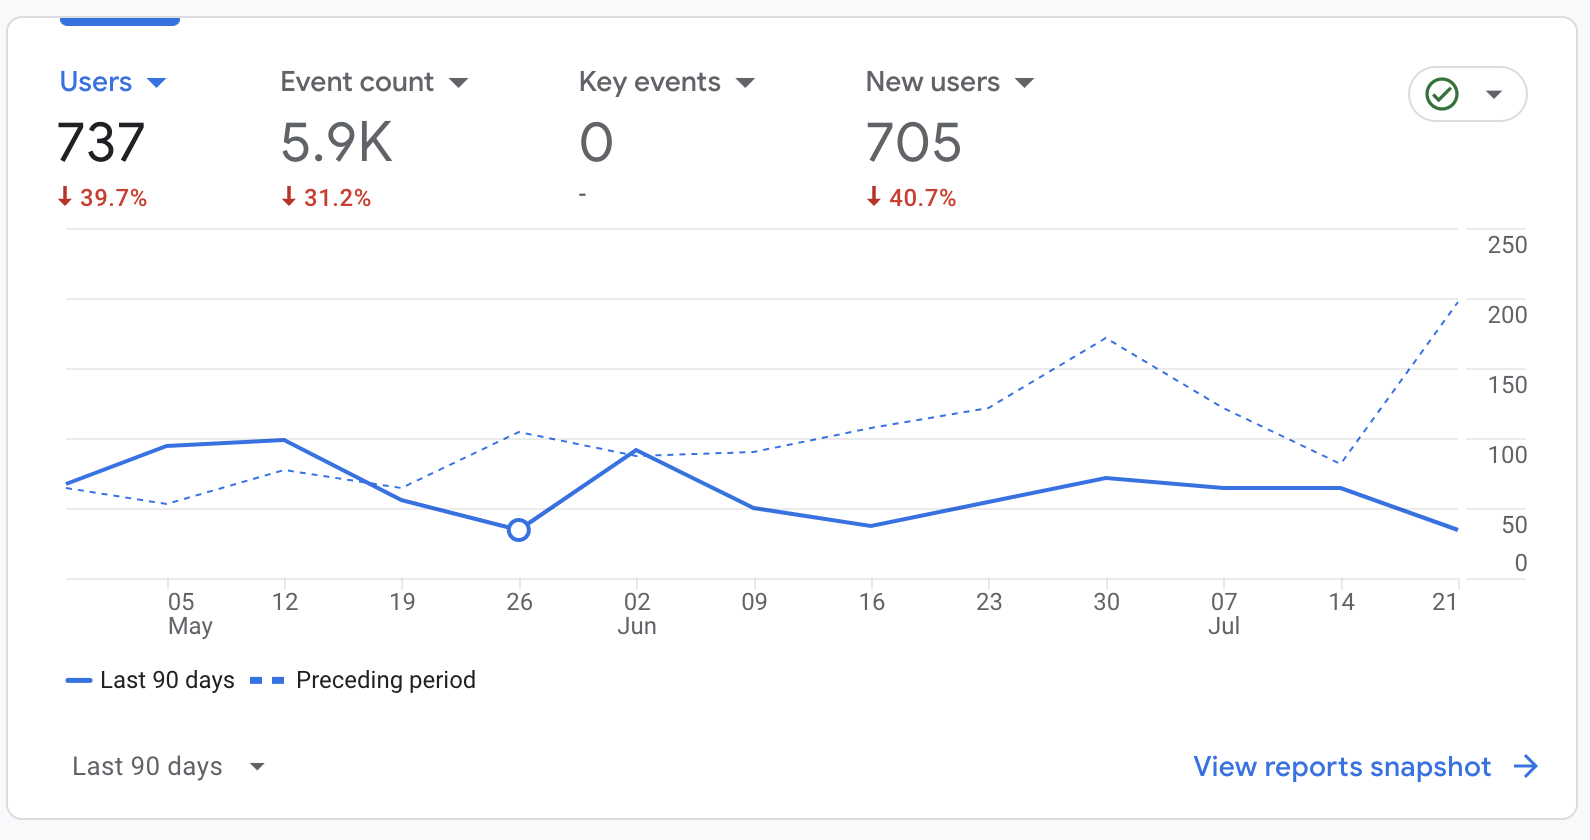 Users
Event count
Key events
New users
737
5.9K
0
705
39.7%
31.2%
-
40.7%
250
200
150
100
50
0
05 12 19 26 02 09 16 23 30 07 14 21
May Jun Jul
Last 90 days Preceding period
Last 90 days
View reports snapshot